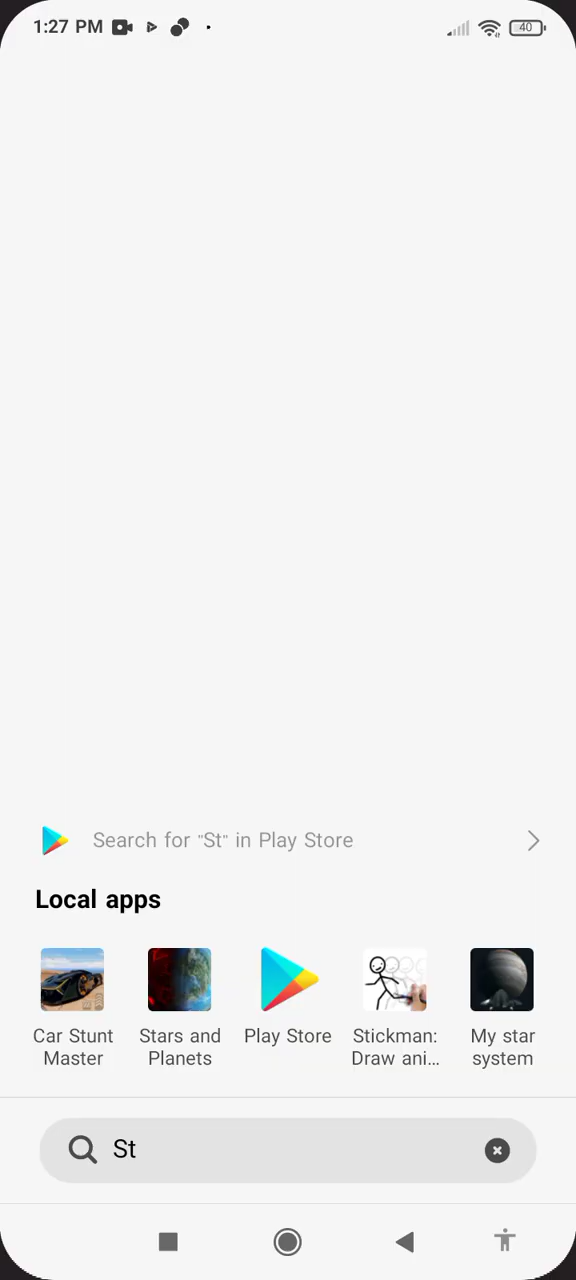 1:27 PM
40
Search for "St" in Play Store
Local apps
Car Stunt Master
Stars and Planets
Play Store
Stickman: Draw ani...
My star system
St